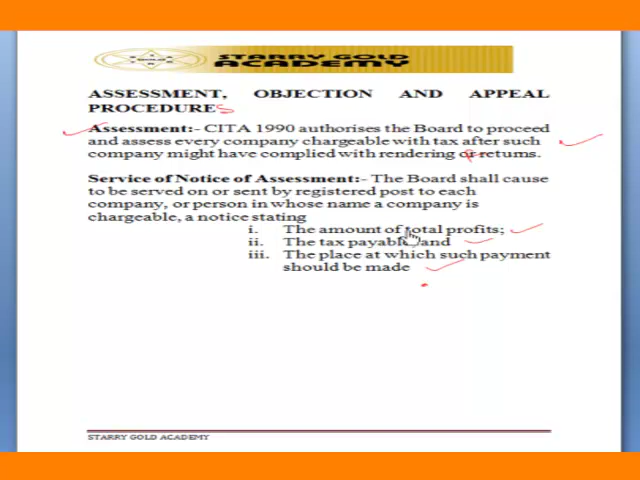 STARRY GOLD
ACADEMY
ASSESSMENT, OBJECTION AND APPEAL
PROCEDURES
Assessment:- CITA 1990 authorises the Board to proceed
and assess every company chargeable with tax after such
company might have complied with rendering of returns.
Service of Notice of Assessment:- The Board shall cause
to be served on or sent by registered post to each
company, or person in whose name a company is
chargeable, a notice stating
i. The amount of total profits;
ii. The tax payable, and
iii. The place at which such payment
should be made
STARRY GOLD ACADEMY